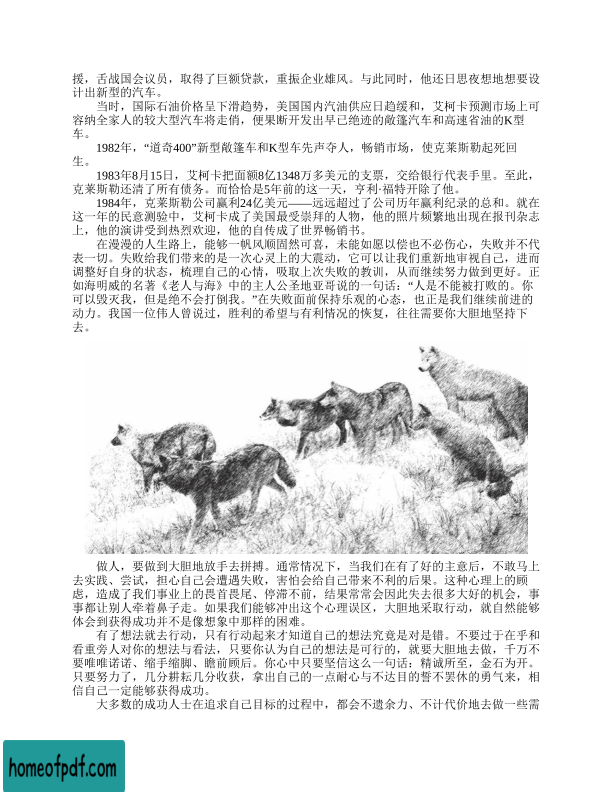 援，舌战国会议员，取得了巨额贷款，重振企业雄风。与此同时，他还日思夜想地想要设
计出新型的汽车。
当时，国际石油价格呈下滑趋势，美国国内汽油供应日趋缓和，艾柯卡预测市场上可
容纳全家人的较大型汽车将走俏，便果断开发出早已绝迹的敞篷汽车和高速省油的K型
车。
1982年，“道奇400”新型敞篷车和K型车先声夺人，畅销市场，使克莱斯勒起死回
生。
1983年8月15日，艾柯卡把面额8亿1348万多美元的支票，交给银行代表手里。至此，
克莱斯勒还清了所有债务。而恰恰是5年前的这一天，亨利·福特开除了他。
1984年，克莱斯勒公司赢利24亿美元——远远超过了公司历年赢利纪录的总和。就在
这一年的民意测验中，艾柯卡成了美国最受崇拜的人物，他的照片频繁地出现在报刊杂志
上，他的演讲受到热烈欢迎，他的自传成了世界畅销书。
在漫漫的人生路上，能够一帆风顺固然可喜，未能如愿以偿也不必伤心，失败并不代
表一切。失败给我们带来的是一次心灵上的大震动，它可以让我们重新地审视自己，进而
调整好自身的状态，梳理自己的心情，吸取上次失败的教训，从而继续努力做到更好。正
如海明威的名著《老人与海》中的主人公圣地亚哥说的一句话：“人是不能被打败的。你
可以毁灭我，但是绝不会打倒我。”在失败面前保持乐观的心态，也正是我们继续前进的
动力。我国一位伟人曾说过，胜利的希望与有利情况的恢复，往往需要你大胆地坚持下
去。
做人，要做到大胆地放手去拼搏。通常情况下，当我们在有了好的主意后，不敢马上
去实践、尝试，担心自己会遭遇失败，害怕会给自己带来不利的后果。这种心理上的顾
虑，造成了我们事业上的畏首畏尾、停滞不前，结果常常会因此失去很多大好的机会，事
事都让别人牵着鼻子走。如果我们能够冲出这个心理误区，大胆地采取行动，就自然能够
体会到获得成功并不是像想象中那样的困难。
有了想法就去行动，只有行动起来才知道自己的想法究竟是对是错。不要过于在乎和
看重旁人对你的想法与看法，只要你认为自己的想法是可行的，就要大胆地去做，千万不
要唯唯诺诺、缩手缩脚、瞻前顾后。你心中只要坚信这么一句话：精诚所至，金石为开。
只要努力了，几分耕耘几分收获，拿出自己的一点耐心与不达目的誓不罢休的勇气来，相
信自己一定能够获得成功。
大多数的成功人士在追求自己目标的过程中，都会不遗余力、不计代价地去做一些需
homeofpdf.com